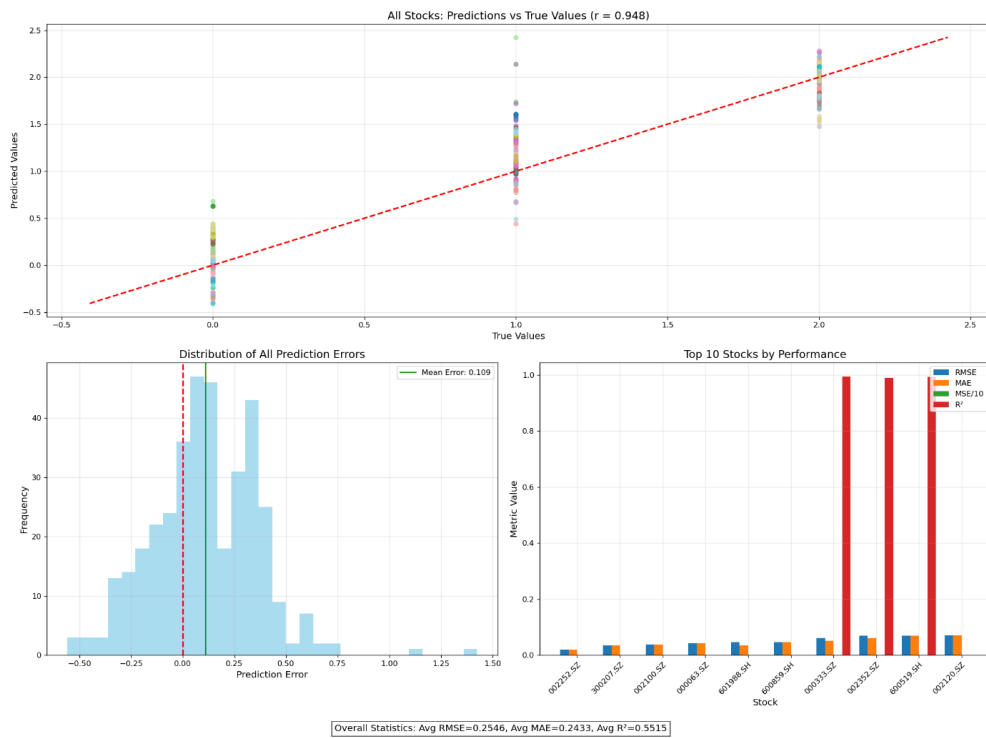 All Stocks: Predictions vs True Values (r = 0.948)
2.5
2.0
1.5
1.0
0.5
0.0
−0.5
Predicted Values
−0.5
0.0
0.5
1.0
1.5
2.0
2.5
True Values
Distribution of All Prediction Errors
Mean Error: 0.109
40
30
20
10
0
Frequency
−0.50
−0.25
0.00
0.25
0.50
0.75
1.00
1.25
1.50
Prediction Error
Top 10 Stocks by Performance
RMSE
MAE
MSE/10
R²
1.0
0.8
0.6
0.4
0.2
0.0
Metric Value
002252.SZ
300207.SZ
002100.SZ
000063.SZ
601988.SH
600859.SH
000333.SZ
002352.SZ
600519.SH
002120.SZ
Stock
Overall Statistics: Avg RMSE=0.2546, Avg MAE=0.2433, Avg R²=0.5515